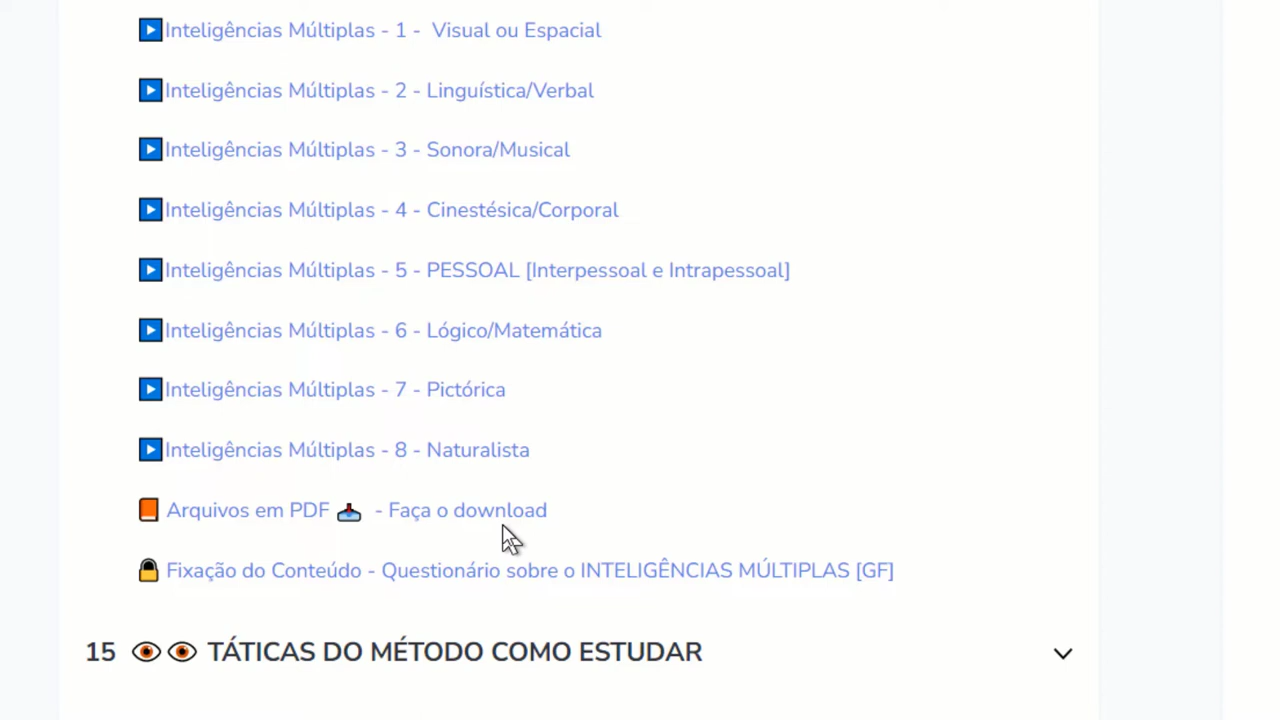 Inteligências Múltiplas - 1 - Visual ou Espacial
Inteligências Múltiplas - 2 - Linguística/Verbal
Inteligências Múltiplas - 3 - Sonora/Musical
Inteligências Múltiplas - 4 - Cinestésica/Corporal
Inteligências Múltiplas - 5 - PESSOAL [Interpessoal e Intrapessoal]
Inteligências Múltiplas - 6 - Lógico/Matemática
Inteligências Múltiplas - 7 - Pictórica
Inteligências Múltiplas - 8 - Naturalista
Arquivos em PDF - Faça o download
Fixação do Conteúdo - Questionário sobre o INTELIGÊNCIAS MÚLTIPLAS [GF]
15 TÁTICAS DO MÉTODO COMO ESTUDAR